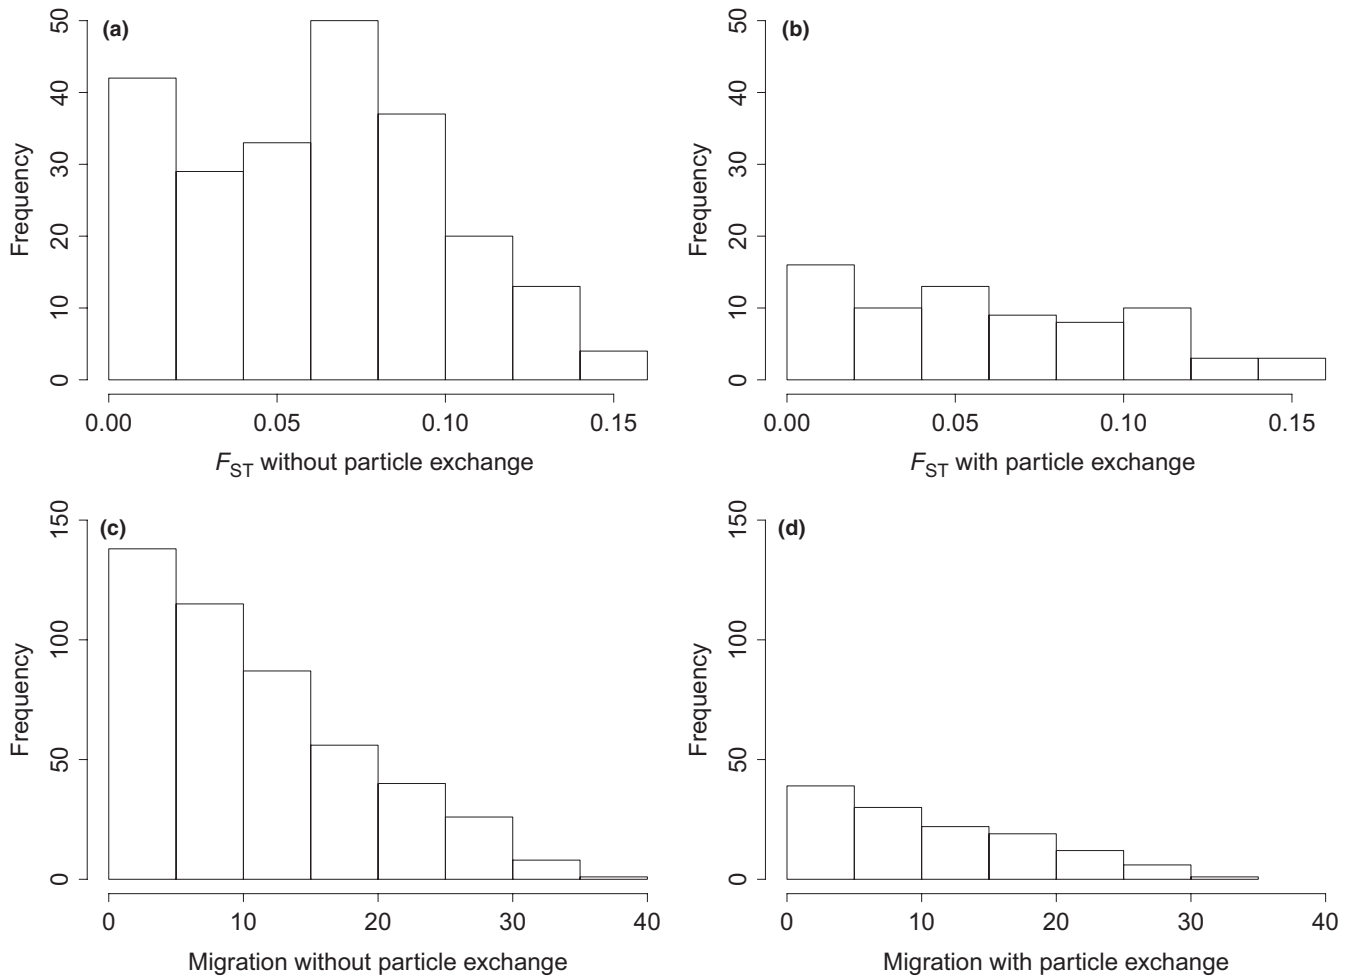 (a)
50
40
30
20
10
0
Frequency
0.00 0.05 0.10 0.15
FST without particle exchange
(b)
50
40
30
20
10
0
Frequency
0.00 0.05 0.10 0.15
FST with particle exchange
(c)
150
100
50
0
Frequency
0 10 20 30 40
Migration without particle exchange
(d)
150
100
50
0
Frequency
0 10 20 30 40
Migration with particle exchange